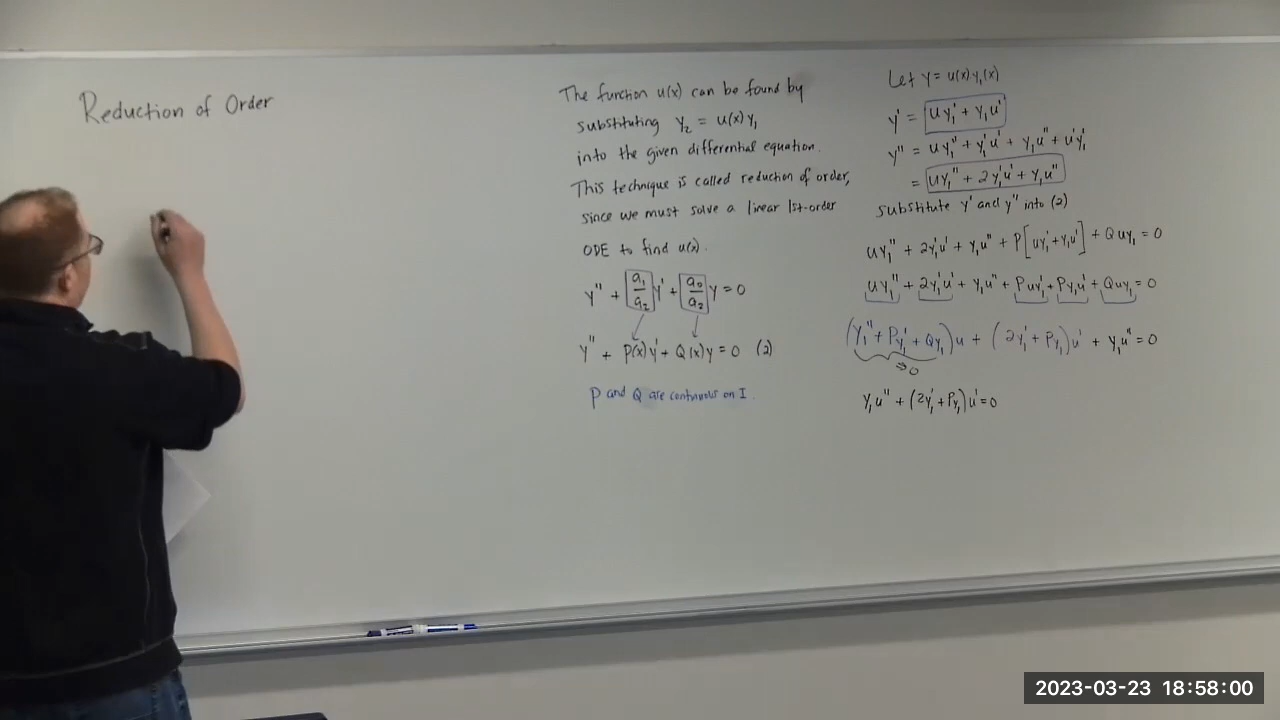 Reduction of Order
The function u(x) can be found by
substituting y₂ = u(x)y₁
into the given differential equation.
This technique is called reduction of order,
since we must solve a linear 1st-order
ODE to find u(x).
y'' + a₁/a₂ y' + a₀/a₂ y = 0
y'' + P(x)y' + Q(x)y = 0 (2)
P and Q are continuous on I.
Let y = u(x)y₁(x)
y' = uy₁' + y₁u'
y'' = uy₁'' + y₁'u' + y₁u'' + u'y₁'
= uy₁'' + 2y₁'u' + y₁u''
substitute y' and y'' into (2)
uy₁'' + 2y₁'u' + y₁u'' + P[uy₁' + y₁u'] + Quy₁ = 0
uy₁'' + 2y₁'u' + y₁u'' + Puy₁' + Py₁u' + Quy₁ = 0
(y₁'' + Py₁' + Qy₁)u + (2y₁' + Py₁)u' + y₁u'' = 0
⇒ 0
y₁u'' + (2y₁' + Py₁)u' = 0
2023-03-23 18:58:00